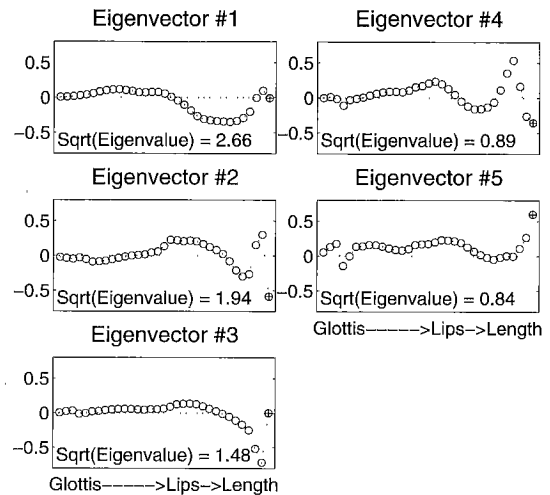 Eigenvector #1
0.5
0
−0.5
Sqrt(Eigenvalue) = 2.66
Eigenvector #2
0.5
0
−0.5
Sqrt(Eigenvalue) = 1.94
Eigenvector #3
0.5
0
−0.5
Sqrt(Eigenvalue) = 1.48
Glottis−−−−−>Lips−>Length
Eigenvector #4
0.5
0
−0.5
Sqrt(Eigenvalue) = 0.89
Eigenvector #5
0.5
0
−0.5
Sqrt(Eigenvalue) = 0.84
Glottis−−−−−>Lips−>Length